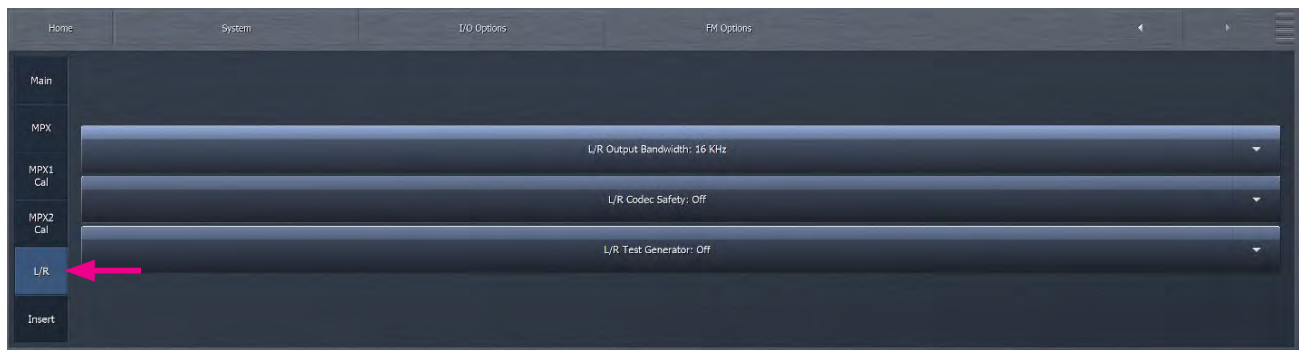 Home System I/O Options FM Options
Main
MPX
MPX1
Cal
MPX2
Cal
L/R
Insert
L/R Output Bandwidth: 16 KHz
L/R Codec Safety: Off
L/R Test Generator: Off